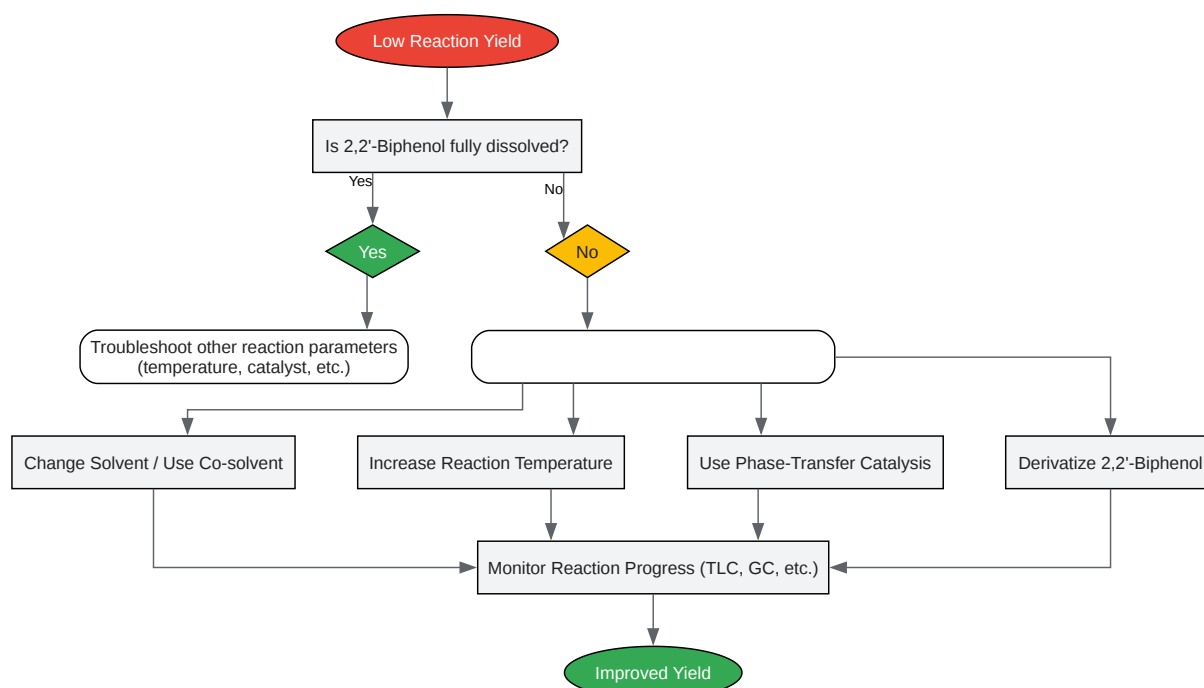 Low Reaction Yield
Is 2,2'-Biphenol fully dissolved?
Yes
No
Yes
No
Troubleshoot other reaction parameters
(temperature, catalyst, etc.)
Change Solvent / Use Co-solvent
Increase Reaction Temperature
Use Phase-Transfer Catalysis
Derivatize 2,2'-Biphenol
Monitor Reaction Progress (TLC, GC, etc.)
Improved Yield